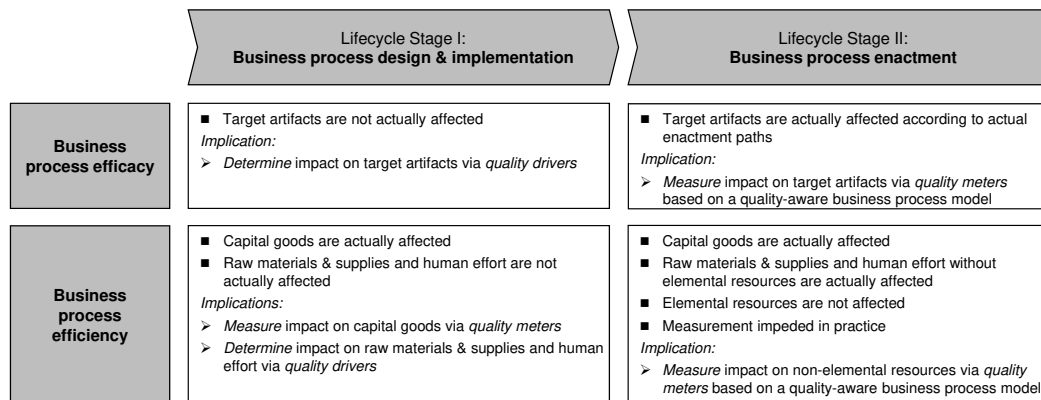 Lifecycle Stage I:
Business process design & implementation
Lifecycle Stage II:
Business process enactment
Business
process efficacy
■ Target artifacts are not actually affected
Implication:
➢ Determine impact on target artifacts via quality drivers
■ Target artifacts are actually affected according to actual
enactment paths
Implication:
➢ Measure impact on target artifacts via quality meters
based on a quality-aware business process model
Business
process
efficiency
■ Capital goods are actually affected
■ Raw materials & supplies and human effort are not
actually affected
Implications:
➢ Measure impact on capital goods via quality meters
➢ Determine impact on raw materials & supplies and human
effort via quality drivers
■ Capital goods are actually affected
■ Raw materials & supplies and human effort without
elemental resources are actually affected
■ Elemental resources are not affected
■ Measurement impeded in practice
Implication:
➢ Measure impact on non-elemental resources via quality
meters based on a quality-aware business process model